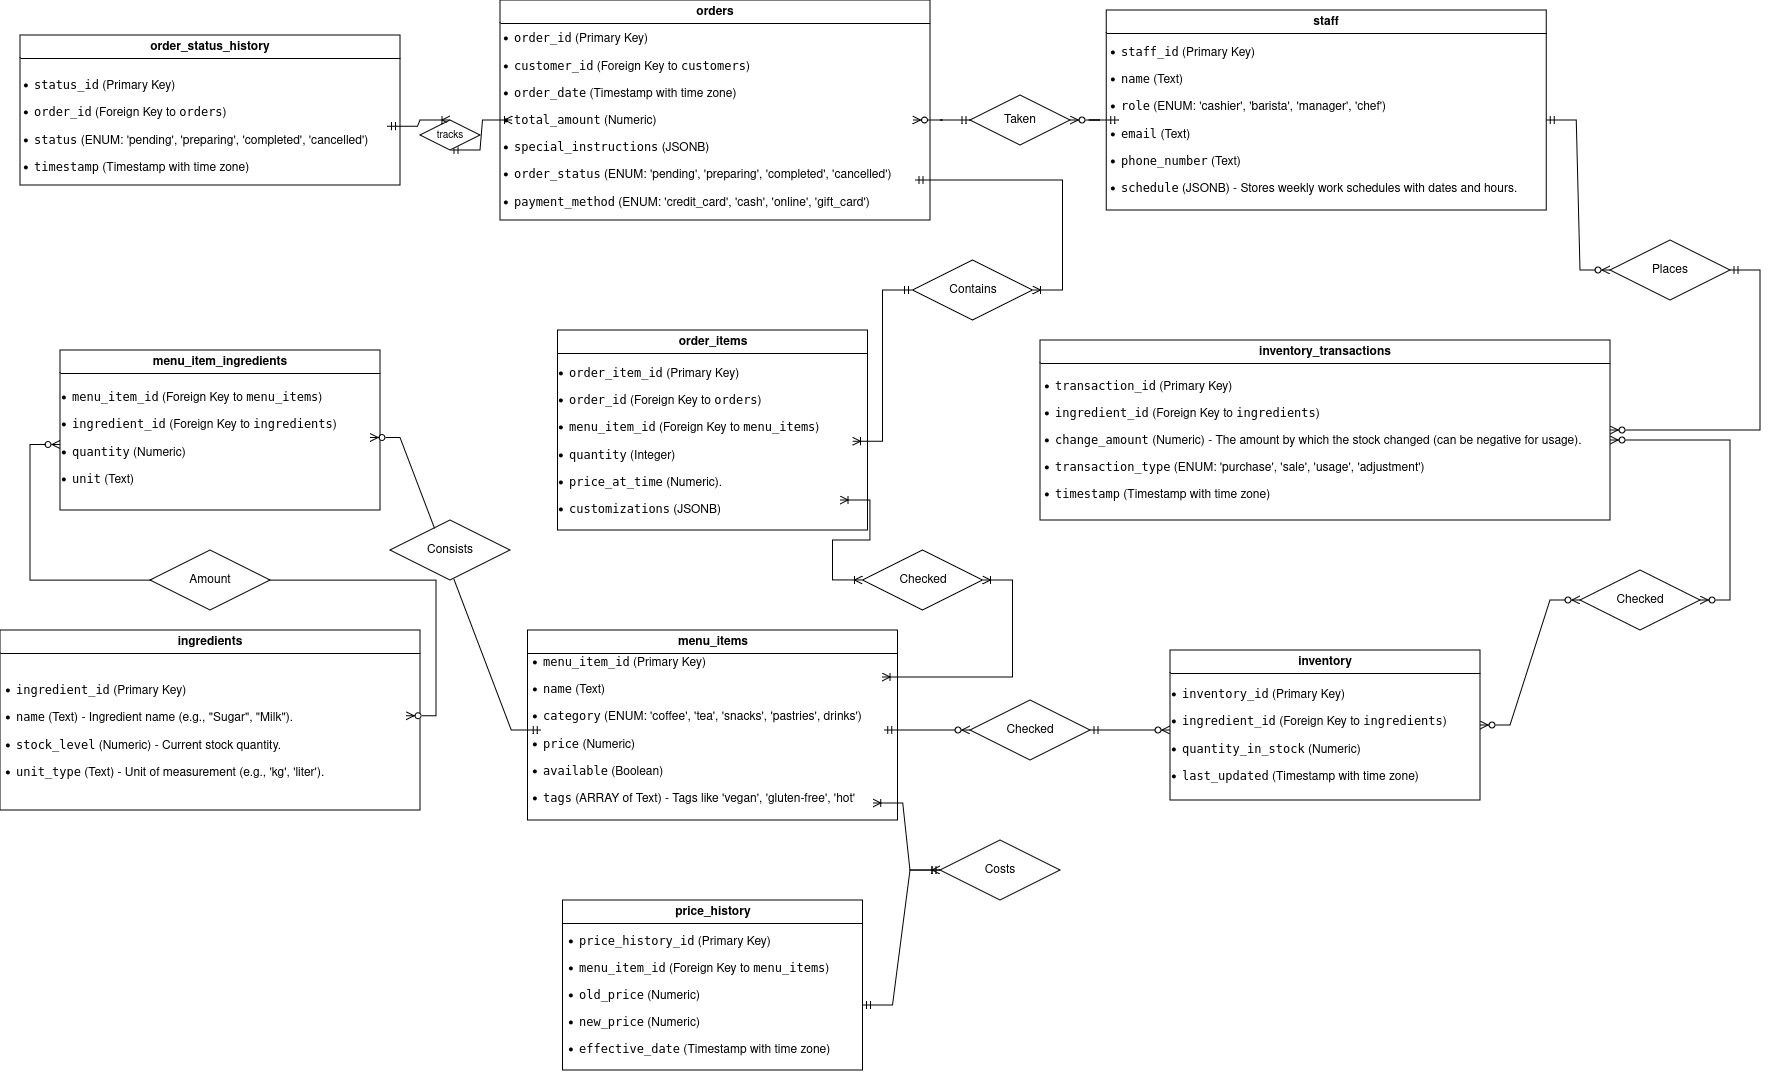 orders
order_id (Primary Key)
customer_id (Foreign Key to customers)
order_date (Timestamp with time zone)
total_amount (Numeric)
special_instructions (JSONB)
order_status (ENUM: 'pending', 'preparing', 'completed', 'cancelled')
payment_method (ENUM: 'credit_card', 'cash', 'online', 'gift_card')
staff
staff_id (Primary Key)
name (Text)
role (ENUM: 'cashier', 'barista', 'manager', 'chef')
email (Text)
phone_number (Text)
schedule (JSONB) - Stores weekly work schedules with dates and hours.
order_status_history
status_id (Primary Key)
order_id (Foreign Key to orders)
status (ENUM: 'pending', 'preparing', 'completed', 'cancelled')
timestamp (Timestamp with time zone)
tracks
Taken
Places
Contains
order_items
order_item_id (Primary Key)
order_id (Foreign Key to orders)
menu_item_id (Foreign Key to menu_items)
quantity (Integer)
price_at_time (Numeric).
customizations (JSONB)
inventory_transactions
transaction_id (Primary Key)
ingredient_id (Foreign Key to ingredients)
change_amount (Numeric) - The amount by which the stock changed (can be negative for usage).
transaction_type (ENUM: 'purchase', 'sale', 'usage', 'adjustment')
timestamp (Timestamp with time zone)
menu_item_ingredients
menu_item_id (Foreign Key to menu_items)
ingredient_id (Foreign Key to ingredients)
quantity (Numeric)
unit (Text)
Consists
Amount
Checked
Checked
ingredients
ingredient_id (Primary Key)
name (Text) - Ingredient name (e.g., "Sugar", "Milk").
stock_level (Numeric) - Current stock quantity.
unit_type (Text) - Unit of measurement (e.g., 'kg', 'liter').
menu_items
menu_item_id (Primary Key)
name (Text)
category (ENUM: 'coffee', 'tea', 'snacks', 'pastries', drinks')
price (Numeric)
available (Boolean)
tags (ARRAY of Text) - Tags like 'vegan', 'gluten-free', 'hot'
Checked
inventory
inventory_id (Primary Key)
ingredient_id (Foreign Key to ingredients)
quantity_in_stock (Numeric)
last_updated (Timestamp with time zone)
Costs
price_history
price_history_id (Primary Key)
menu_item_id (Foreign Key to menu_items)
old_price (Numeric)
new_price (Numeric)
effective_date (Timestamp with time zone)